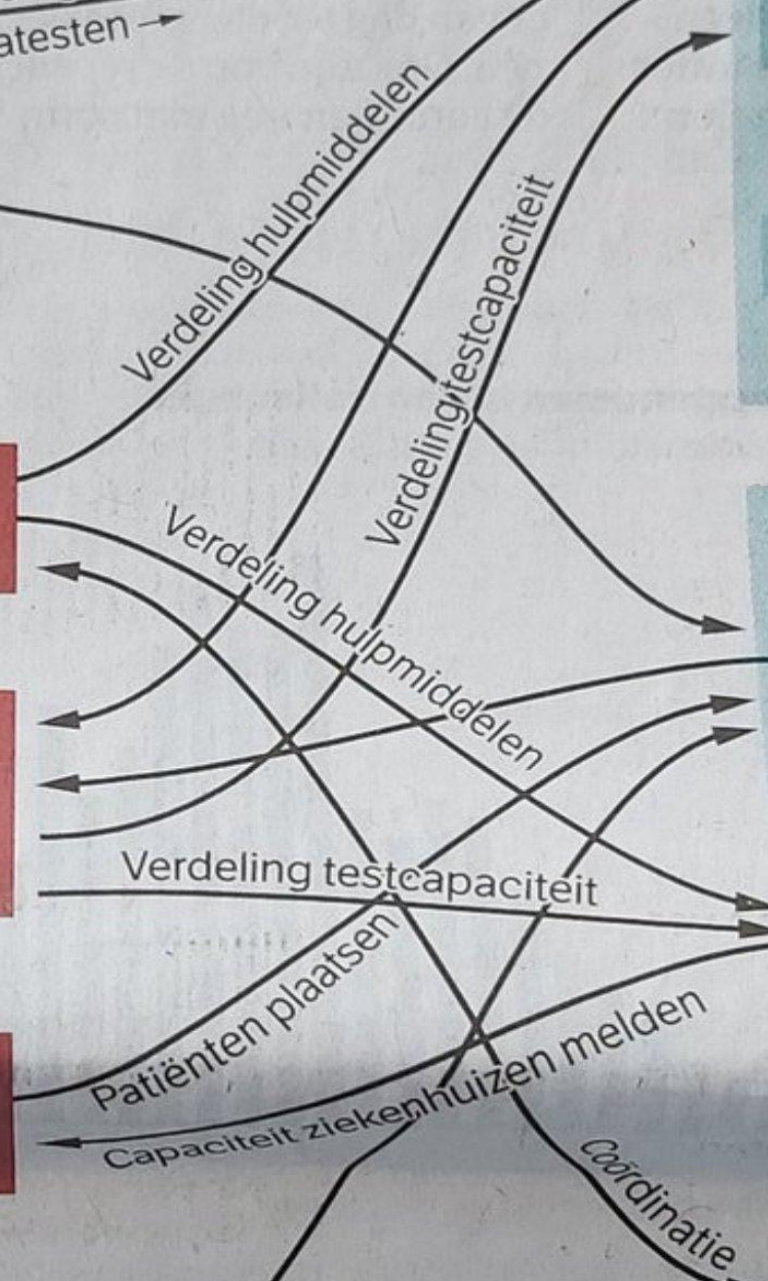 atesten
Verdeling hulpmiddelen
Verdeling testcapaciteit
Verdeling hulpmiddelen
Verdeling testcapaciteit
Patiënten plaatsen
Capaciteit ziekenhuizen melden
Coördinatie